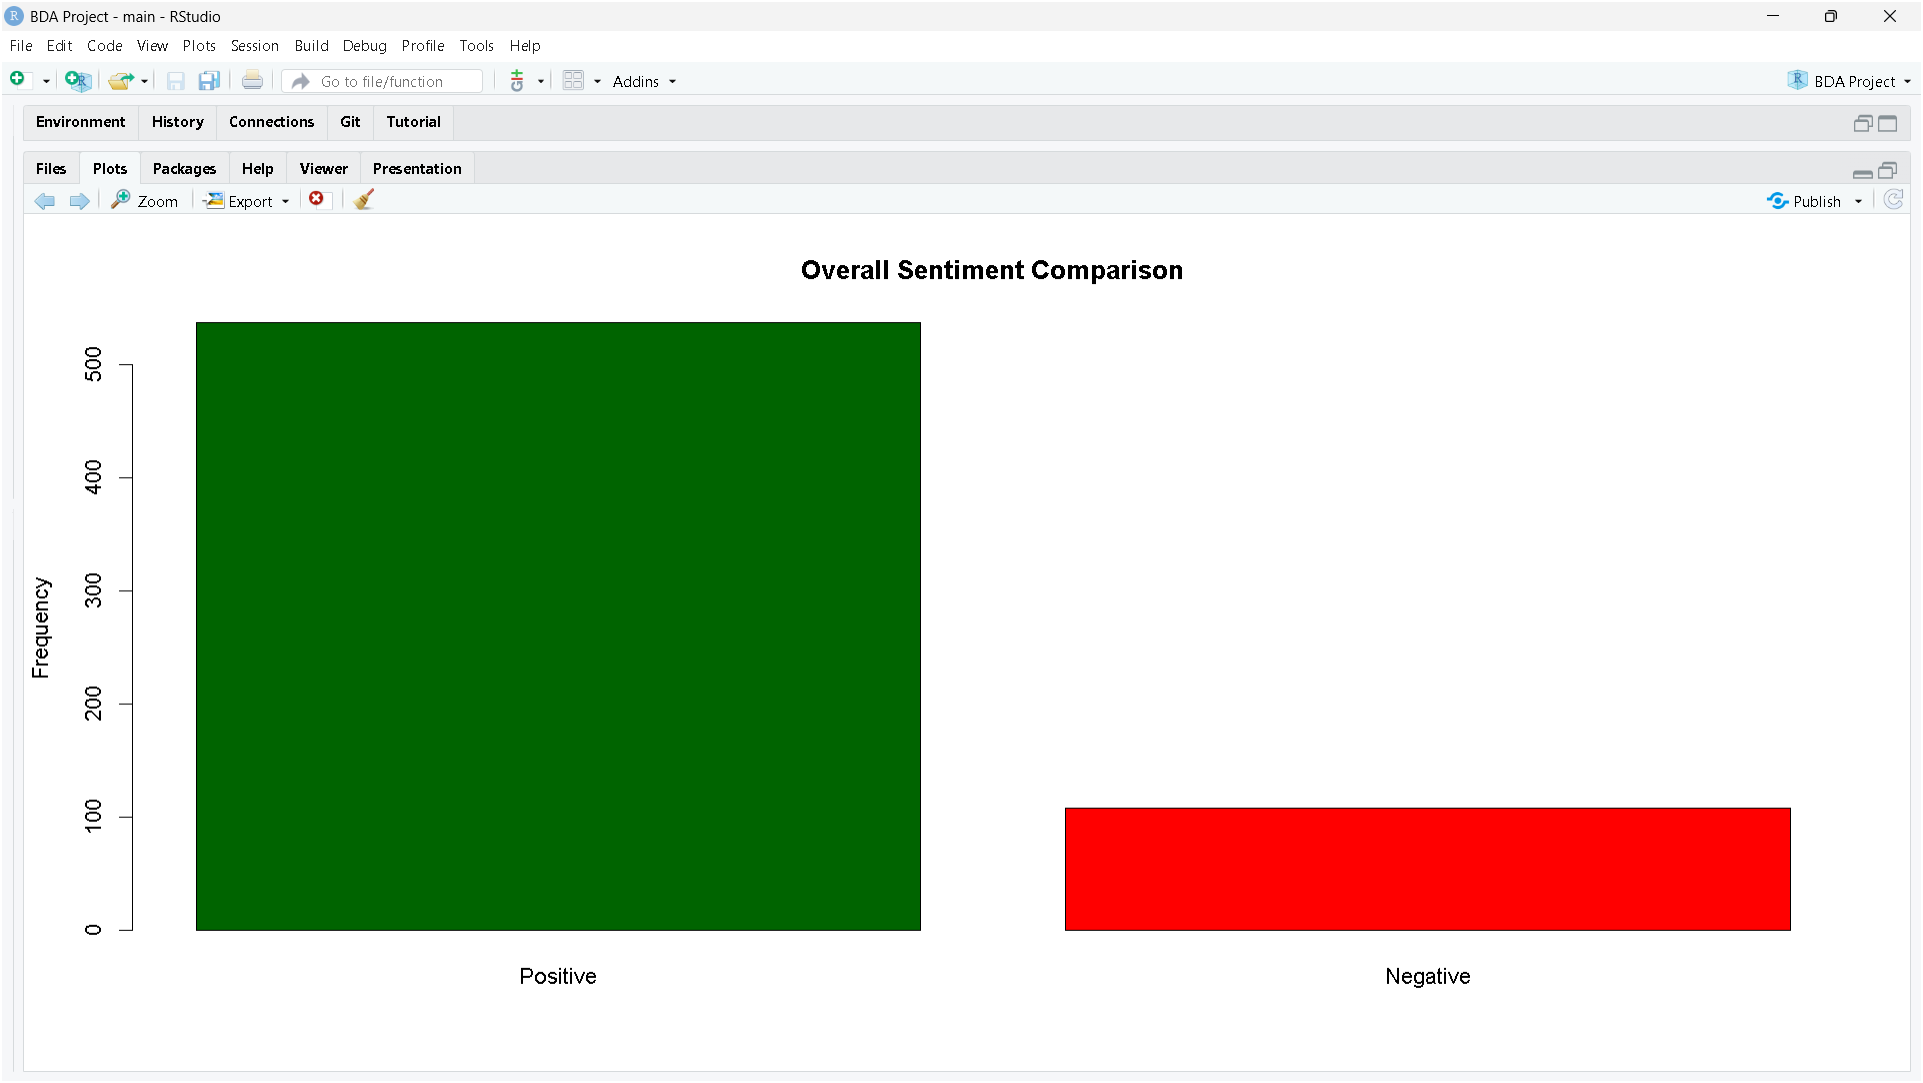 BDA Project - main - RStudio
File Edit Code View Plots Session Build Debug Profile Tools Help
Go to file/function Addins BDA Project
Environment History Connections Git Tutorial
Files Plots Packages Help Viewer Presentation
Zoom Export Publish
Overall Sentiment Comparison
Frequency
500
400
300
200
100
0
Positive Negative